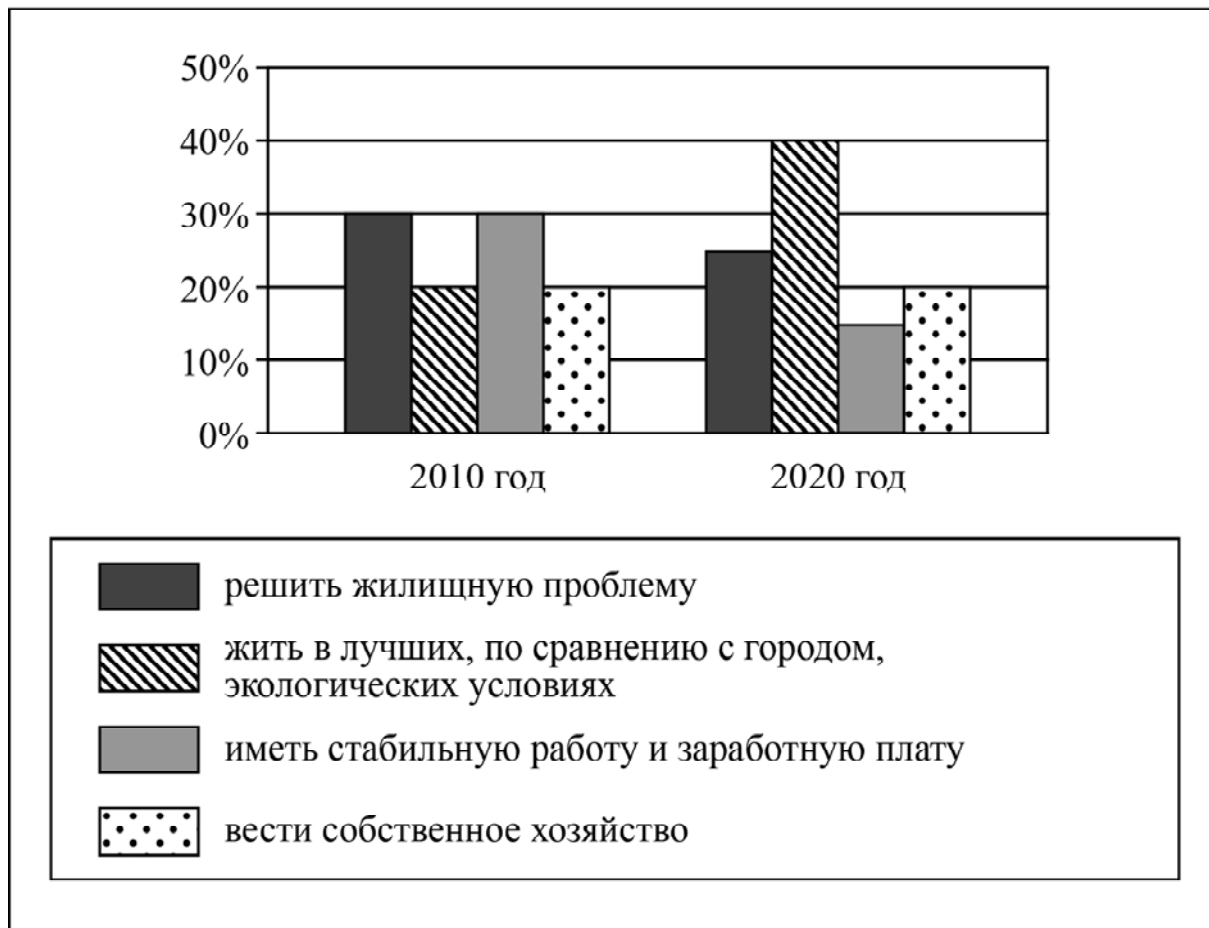 50%
40%
30%
20%
10%
0%
2010 год
2020 год
решить жилищную проблему
жить в лучших, по сравнению с городом,
экологических условиях
иметь стабильную работу и заработную плату
вести собственное хозяйство